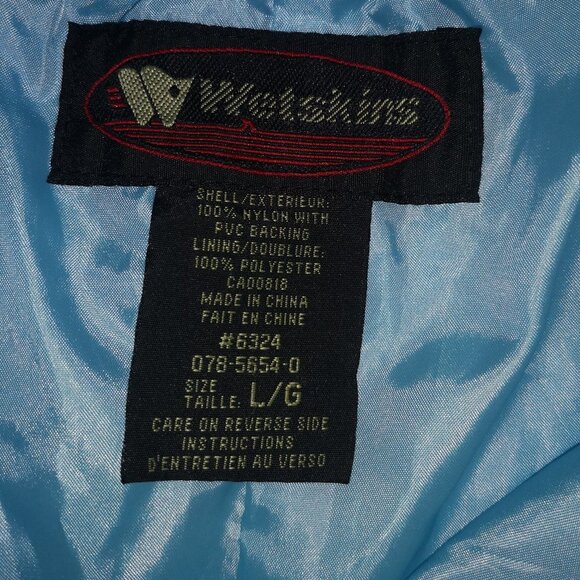 W Wetskins
SHELL/EXTERIEUR:
100% NYLON WITH
PVC BACKING
LINING/DOUBLURE:
100% POLYESTER
CA00818
MADE IN CHINA
FAIT EN CHINE
#6324
078-5654-0
SIZE
TAILLE: L/G
CARE ON REVERSE SIDE
INSTRUCTIONS
D'ENTRETIEN AU VERSO